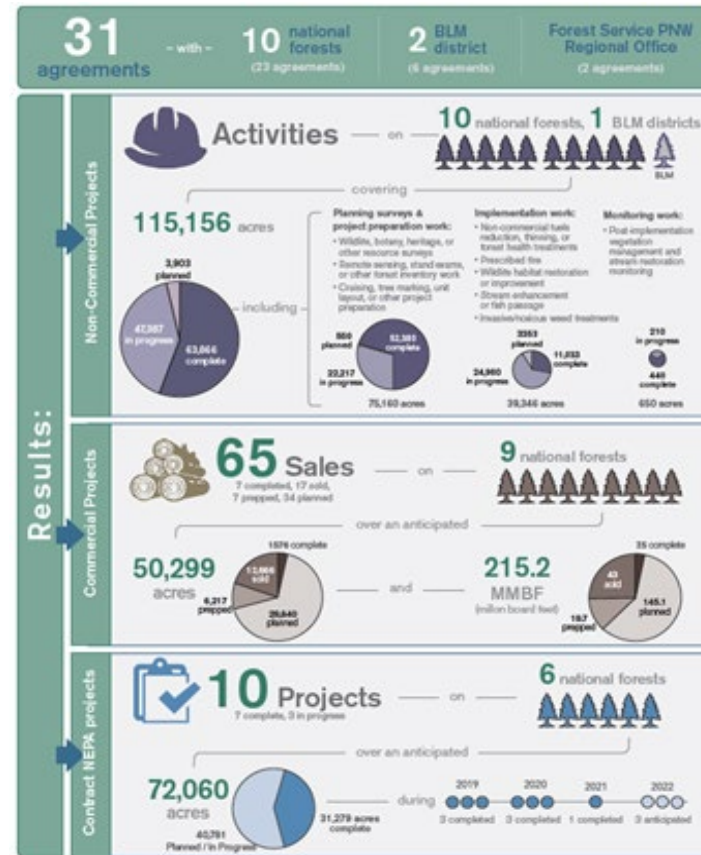 31
agreements
– with –
10 national
forests
(23 agreements)
2 BLM
district
(6 agreements)
Forest Service PNW
Regional Office
(2 agreements)
Results:
Non-Commercial Projects
Activities
on
10 national forests, 1 BLM districts
BLM
covering
115,156 acres
3,903
planned
47,387
in progress
63,866
complete
including
Planning surveys &
project preparation work:
• Wildlife, botany, heritage, or
other resource surveys
• Remote sensing, stand exams,
or other forest inventory work
• Cruising, tree marking, unit
layout, or other project
preparation
550
planned
52,393
complete
22,217
in progress
75,160 acres
Implementation work:
• Non-commercial fuels
reduction, thinning, or
forest health treatments
• Prescribed fire
• Wildlife habitat restoration
or improvement
• Stream enhancement
or fish passage
• Invasive/noxious weed treatments
3353
planned
11,033
complete
24,960
in progress
39,346 acres
Monitoring work:
• Post-implementation
vegetation
management and
stream restoration
monitoring
210
in progress
440
complete
650 acres
Commercial Projects
65 Sales
7 completed, 17 sold,
7 prepped, 34 planned
on
9 national forests
over an anticipated
50,299
acres
1576 complete
12,666
sold
6,217
prepped
29,840
planned
and
215.2
MMBF
(millon board feet)
43
sold
145.1
planned
19.7
prepped
complete
Contract NEPA projects
10 Projects
7 complete, 3 in progress
on
6 national forests
over an anticipated
72,060
acres
40,781
Planned / In Progress
31,279 acres
complete
during
2019
3 completed
2020
3 completed
2021
1 completed
2022
3 anticipated